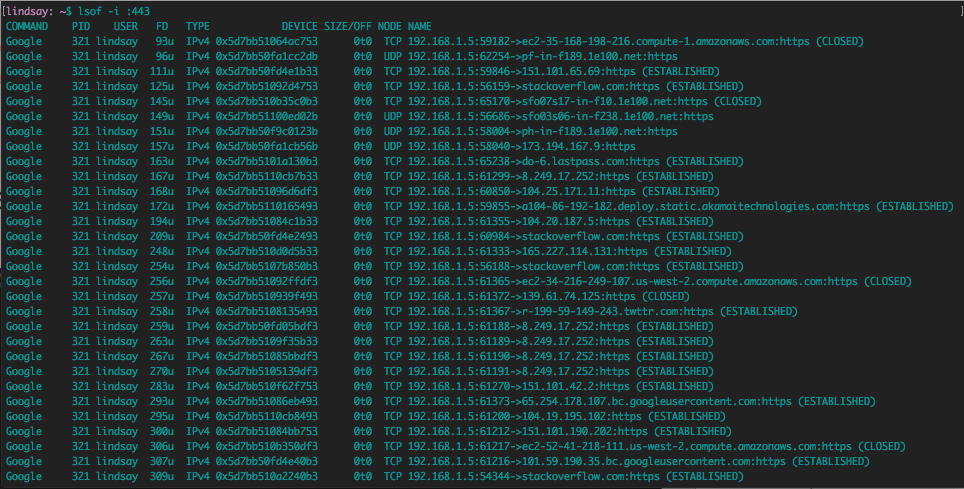 [lindsay: ~$ lsof -i :443 ]
COMMAND PID USER FD TYPE DEVICE SIZE/OFF NODE NAME
Google 321 lindsay 93u IPv4 0x5d7bb51064ac753 0t0 TCP 192.168.1.5:59182->ec2-35-168-198-216.compute-1.amazonaws.com:https (CLOSED)
Google 321 lindsay 96u IPv4 0x5d7bb50fa1cc2db 0t0 UDP 192.168.1.5:62254->pf-in-f189.1e100.net:https
Google 321 lindsay 111u IPv4 0x5d7bb50fd4e1b33 0t0 TCP 192.168.1.5:59846->151.101.65.69:https (ESTABLISHED)
Google 321 lindsay 125u IPv4 0x5d7bb51092d4753 0t0 TCP 192.168.1.5:56159->stackoverflow.com:https (ESTABLISHED)
Google 321 lindsay 145u IPv4 0x5d7bb510b35c0b3 0t0 TCP 192.168.1.5:65170->sfo07s17-in-f10.1e100.net:https (CLOSED)
Google 321 lindsay 149u IPv4 0x5d7bb51100ed02b 0t0 UDP 192.168.1.5:56686->sfo03s06-in-f238.1e100.net:https
Google 321 lindsay 151u IPv4 0x5d7bb50f9c0123b 0t0 UDP 192.168.1.5:58004->ph-in-f189.1e100.net:https
Google 321 lindsay 157u IPv4 0x5d7bb50fa1cb56b 0t0 UDP 192.168.1.5:58040->173.194.167.9:https
Google 321 lindsay 163u IPv4 0x5d7bb5101a130b3 0t0 TCP 192.168.1.5:65238->do-6.lastpass.com:https (ESTABLISHED)
Google 321 lindsay 167u IPv4 0x5d7bb5110cb7b33 0t0 TCP 192.168.1.5:61299->8.249.17.252:https (ESTABLISHED)
Google 321 lindsay 168u IPv4 0x5d7bb51096d6df3 0t0 TCP 192.168.1.5:60850->104.25.171.11:https (ESTABLISHED)
Google 321 lindsay 172u IPv4 0x5d7bb5110165493 0t0 TCP 192.168.1.5:59855->a104-86-192-182.deploy.static.akamaitechnologies.com:https (ESTABLISHED)
Google 321 lindsay 194u IPv4 0x5d7bb51084c1b33 0t0 TCP 192.168.1.5:61355->104.20.187.5:https (ESTABLISHED)
Google 321 lindsay 209u IPv4 0x5d7bb50fd4e2493 0t0 TCP 192.168.1.5:60984->stackoverflow.com:https (ESTABLISHED)
Google 321 lindsay 248u IPv4 0x5d7bb510d0d5b33 0t0 TCP 192.168.1.5:61333->165.227.114.131:https (ESTABLISHED)
Google 321 lindsay 254u IPv4 0x5d7bb5107b850b3 0t0 TCP 192.168.1.5:56188->stackoverflow.com:https (ESTABLISHED)
Google 321 lindsay 256u IPv4 0x5d7bb51092ffdf3 0t0 TCP 192.168.1.5:61365->ec2-34-216-249-107.us-west-2.compute.amazonaws.com:https (CLOSED)
Google 321 lindsay 257u IPv4 0x5d7bb510939f493 0t0 TCP 192.168.1.5:61372->139.61.74.125:https (CLOSED)
Google 321 lindsay 258u IPv4 0x5d7bb5108135493 0t0 TCP 192.168.1.5:61367->r-199-59-149-243.twttr.com:https (ESTABLISHED)
Google 321 lindsay 259u IPv4 0x5d7bb50fd05bdf3 0t0 TCP 192.168.1.5:61188->8.249.17.252:https (ESTABLISHED)
Google 321 lindsay 263u IPv4 0x5d7bb5109f35b33 0t0 TCP 192.168.1.5:61189->8.249.17.252:https (ESTABLISHED)
Google 321 lindsay 267u IPv4 0x5d7bb51085bbdf3 0t0 TCP 192.168.1.5:61190->8.249.17.252:https (ESTABLISHED)
Google 321 lindsay 270u IPv4 0x5d7bb5105139df3 0t0 TCP 192.168.1.5:61191->8.249.17.252:https (ESTABLISHED)
Google 321 lindsay 283u IPv4 0x5d7bb510f62f753 0t0 TCP 192.168.1.5:61270->151.101.42.2:https (ESTABLISHED)
Google 321 lindsay 293u IPv4 0x5d7bb51086eb493 0t0 TCP 192.168.1.5:61373->65.254.178.107.bc.googleusercontent.com:https (ESTABLISHED)
Google 321 lindsay 295u IPv4 0x5d7bb5110cb8493 0t0 TCP 192.168.1.5:61200->104.19.195.102:https (ESTABLISHED)
Google 321 lindsay 300u IPv4 0x5d7bb51084bb753 0t0 TCP 192.168.1.5:61212->151.101.190.202:https (ESTABLISHED)
Google 321 lindsay 306u IPv4 0x5d7bb510b350df3 0t0 TCP 192.168.1.5:61217->ec2-52-41-218-111.us-west-2.compute.amazonaws.com:https (CLOSED)
Google 321 lindsay 307u IPv4 0x5d7bb50fd4e40b3 0t0 TCP 192.168.1.5:61216->101.59.190.35.bc.googleusercontent.com:https (ESTABLISHED)
Google 321 lindsay 309u IPv4 0x5d7bb510a2240b3 0t0 TCP 192.168.1.5:54344->stackoverflow.com:https (ESTABLISHED)